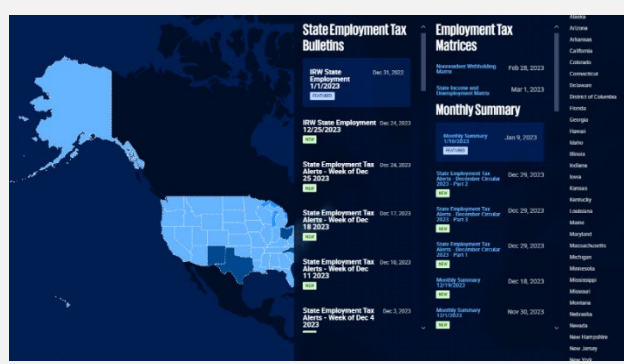 State Employment Tax
Bulletins
IRW State
Employment
1/1/2023
Dec 31, 2022
FEATURED
IRW State Employment
12/25/2023
Dec 24, 2023
NEW
State Employment Tax
Alerts - Week of Dec
25 2023
Dec 24, 2023
NEW
State Employment Tax
Alerts - Week of Dec
18 2023
Dec 17, 2023
NEW
State Employment Tax
Alerts - Week of Dec
11 2023
Dec 10, 2023
NEW
State Employment Tax
Alerts - Week of Dec 4
2023
Dec 3, 2023
Employment Tax
Matrices
Nonresident Withholding
Matrix
Feb 28, 2023
State Income and
Unemployment Matrix
Mar 1, 2023
Monthly Summary
Monthly Summary
1/10/2023
Jan 9, 2023
FEATURED
State Employment Tax
Alerts - December Circular
2023 - Part 2
Dec 29, 2023
NEW
State Employment Tax
Alerts - December Circular
2023 - Part 3
Dec 29, 2023
NEW
State Employment Tax
Alerts - December Circular
2023 - Part 1
Dec 29, 2023
NEW
Monthly Summary
12/19/2023
Dec 18, 2023
NEW
Monthly Summary
12/1/2023
Nov 30, 2023
NEW
Alaska
Arizona
Arkansas
California
Colorado
Connecticut
Delaware
District of Columbia
Florida
Georgia
Hawaii
Idaho
Illinois
Indiana
Iowa
Kansas
Kentucky
Louisiana
Maine
Maryland
Massachusetts
Michigan
Minnesota
Mississippi
Missouri
Montana
Nebraska
Nevada
New Hampshire
New Jersey
New York